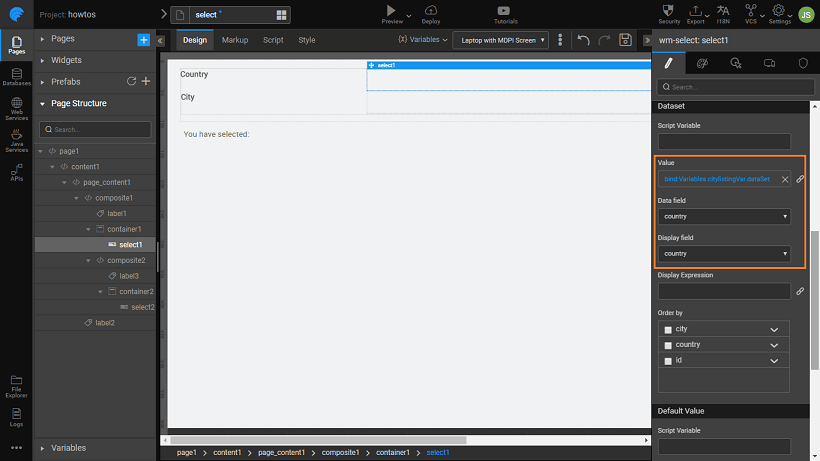 Project: howtos
select *
Preview
Deploy
Tutorials
Security
Export
I18N
VCS
Settings
JS
Pages
Databases
Web
Services
Java
Services
APIs
File
Explorer
Logs
Pages
Widgets
Prefabs
Page Structure
Search...
page1
content1
page_content1
composite1
label1
container1
select1
composite2
label3
container2
select2
label2
Variables
Design
Markup
Script
Style
{X} Variables
Laptop with MDPI Screen
select1
Country
City
You have selected:
page1
content1
page_content1
composite1
container1
select1
wm-select: select1
Search...
Dataset
Script Variable
Value
bind:Variables.citylistingVar.dataSet
Data field
country
Display field
country
Display Expression
Order by
city
country
id
Default Value
Script Variable